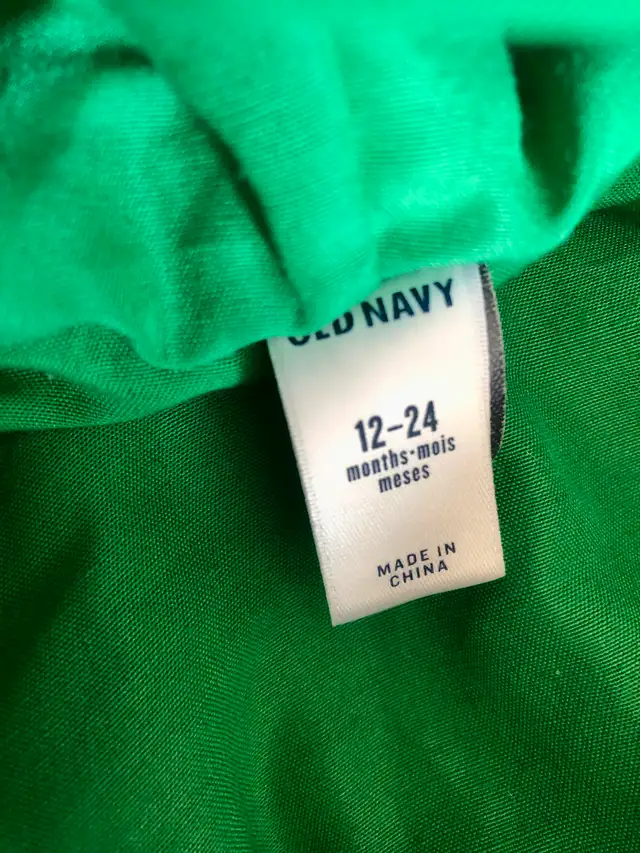 OLD NAVY
12-24
months·mois
meses
MADE IN
CHINA